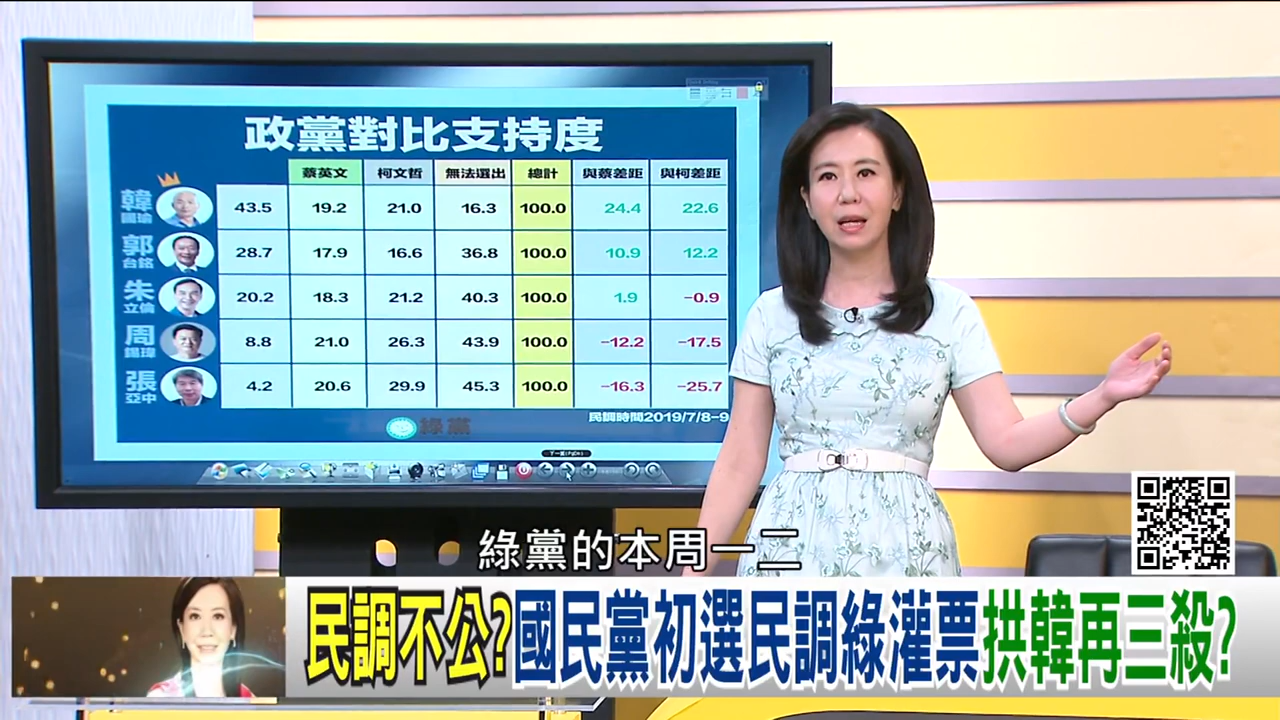 政黨對比支持度
蔡英文 柯文哲 無法選出 總計 與蔡差距 與柯差距
韓國瑜 43.5 19.2 21.0 16.3 100.0 24.4 22.6
郭台銘 28.7 17.9 16.6 36.8 100.0 10.9 12.2
朱立倫 20.2 18.3 21.2 40.3 100.0 1.9 -0.9
周錫瑋 8.8 21.0 26.3 43.9 100.0 -12.2 -17.5
張亞中 4.2 20.6 29.9 45.3 100.0 -16.3 -25.7
綠黨
民調時間2019/7/8-9
下一頁(PgDn)
綠黨的本周一二
民調不公?國民黨初選民調綠灌票拱韓再三殺?